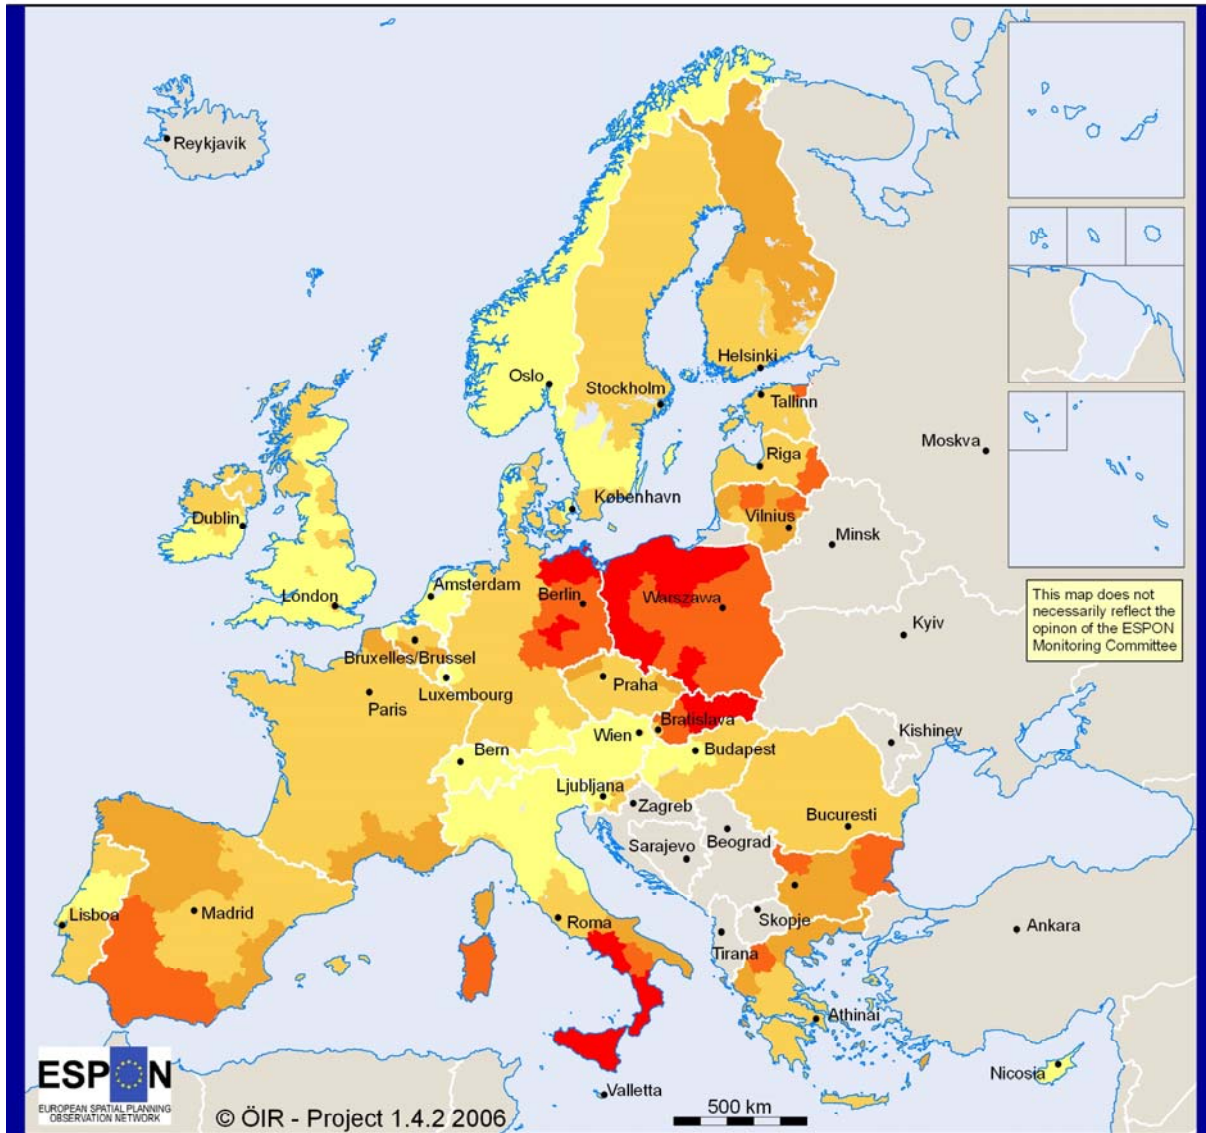 Reykjavik
Oslo
Stockholm
Helsinki
Tallinn
Riga
Moskva
København
Vilnius
Minsk
Dublin
London
Amsterdam
Berlin
Warszawa
Kyiv
This map does not
necessarily reflect the
opinon of the ESPON
Monitoring Committee
Bruxelles/Brussel
Luxembourg
Paris
Praha
Bratislava
Wien
Budapest
Kishinev
Bern
Ljubljana
Zagreb
Bucuresti
Beograd
Sarajevo
Lisboa
Madrid
Roma
Skopje
Tirana
Ankara
Athinai
Nicosia
Valletta
ESPON
EUROPEAN SPATIAL PLANNING
OBSERVATION NETWORK
© ÖIR - Project 1.4.2 2006
500 km